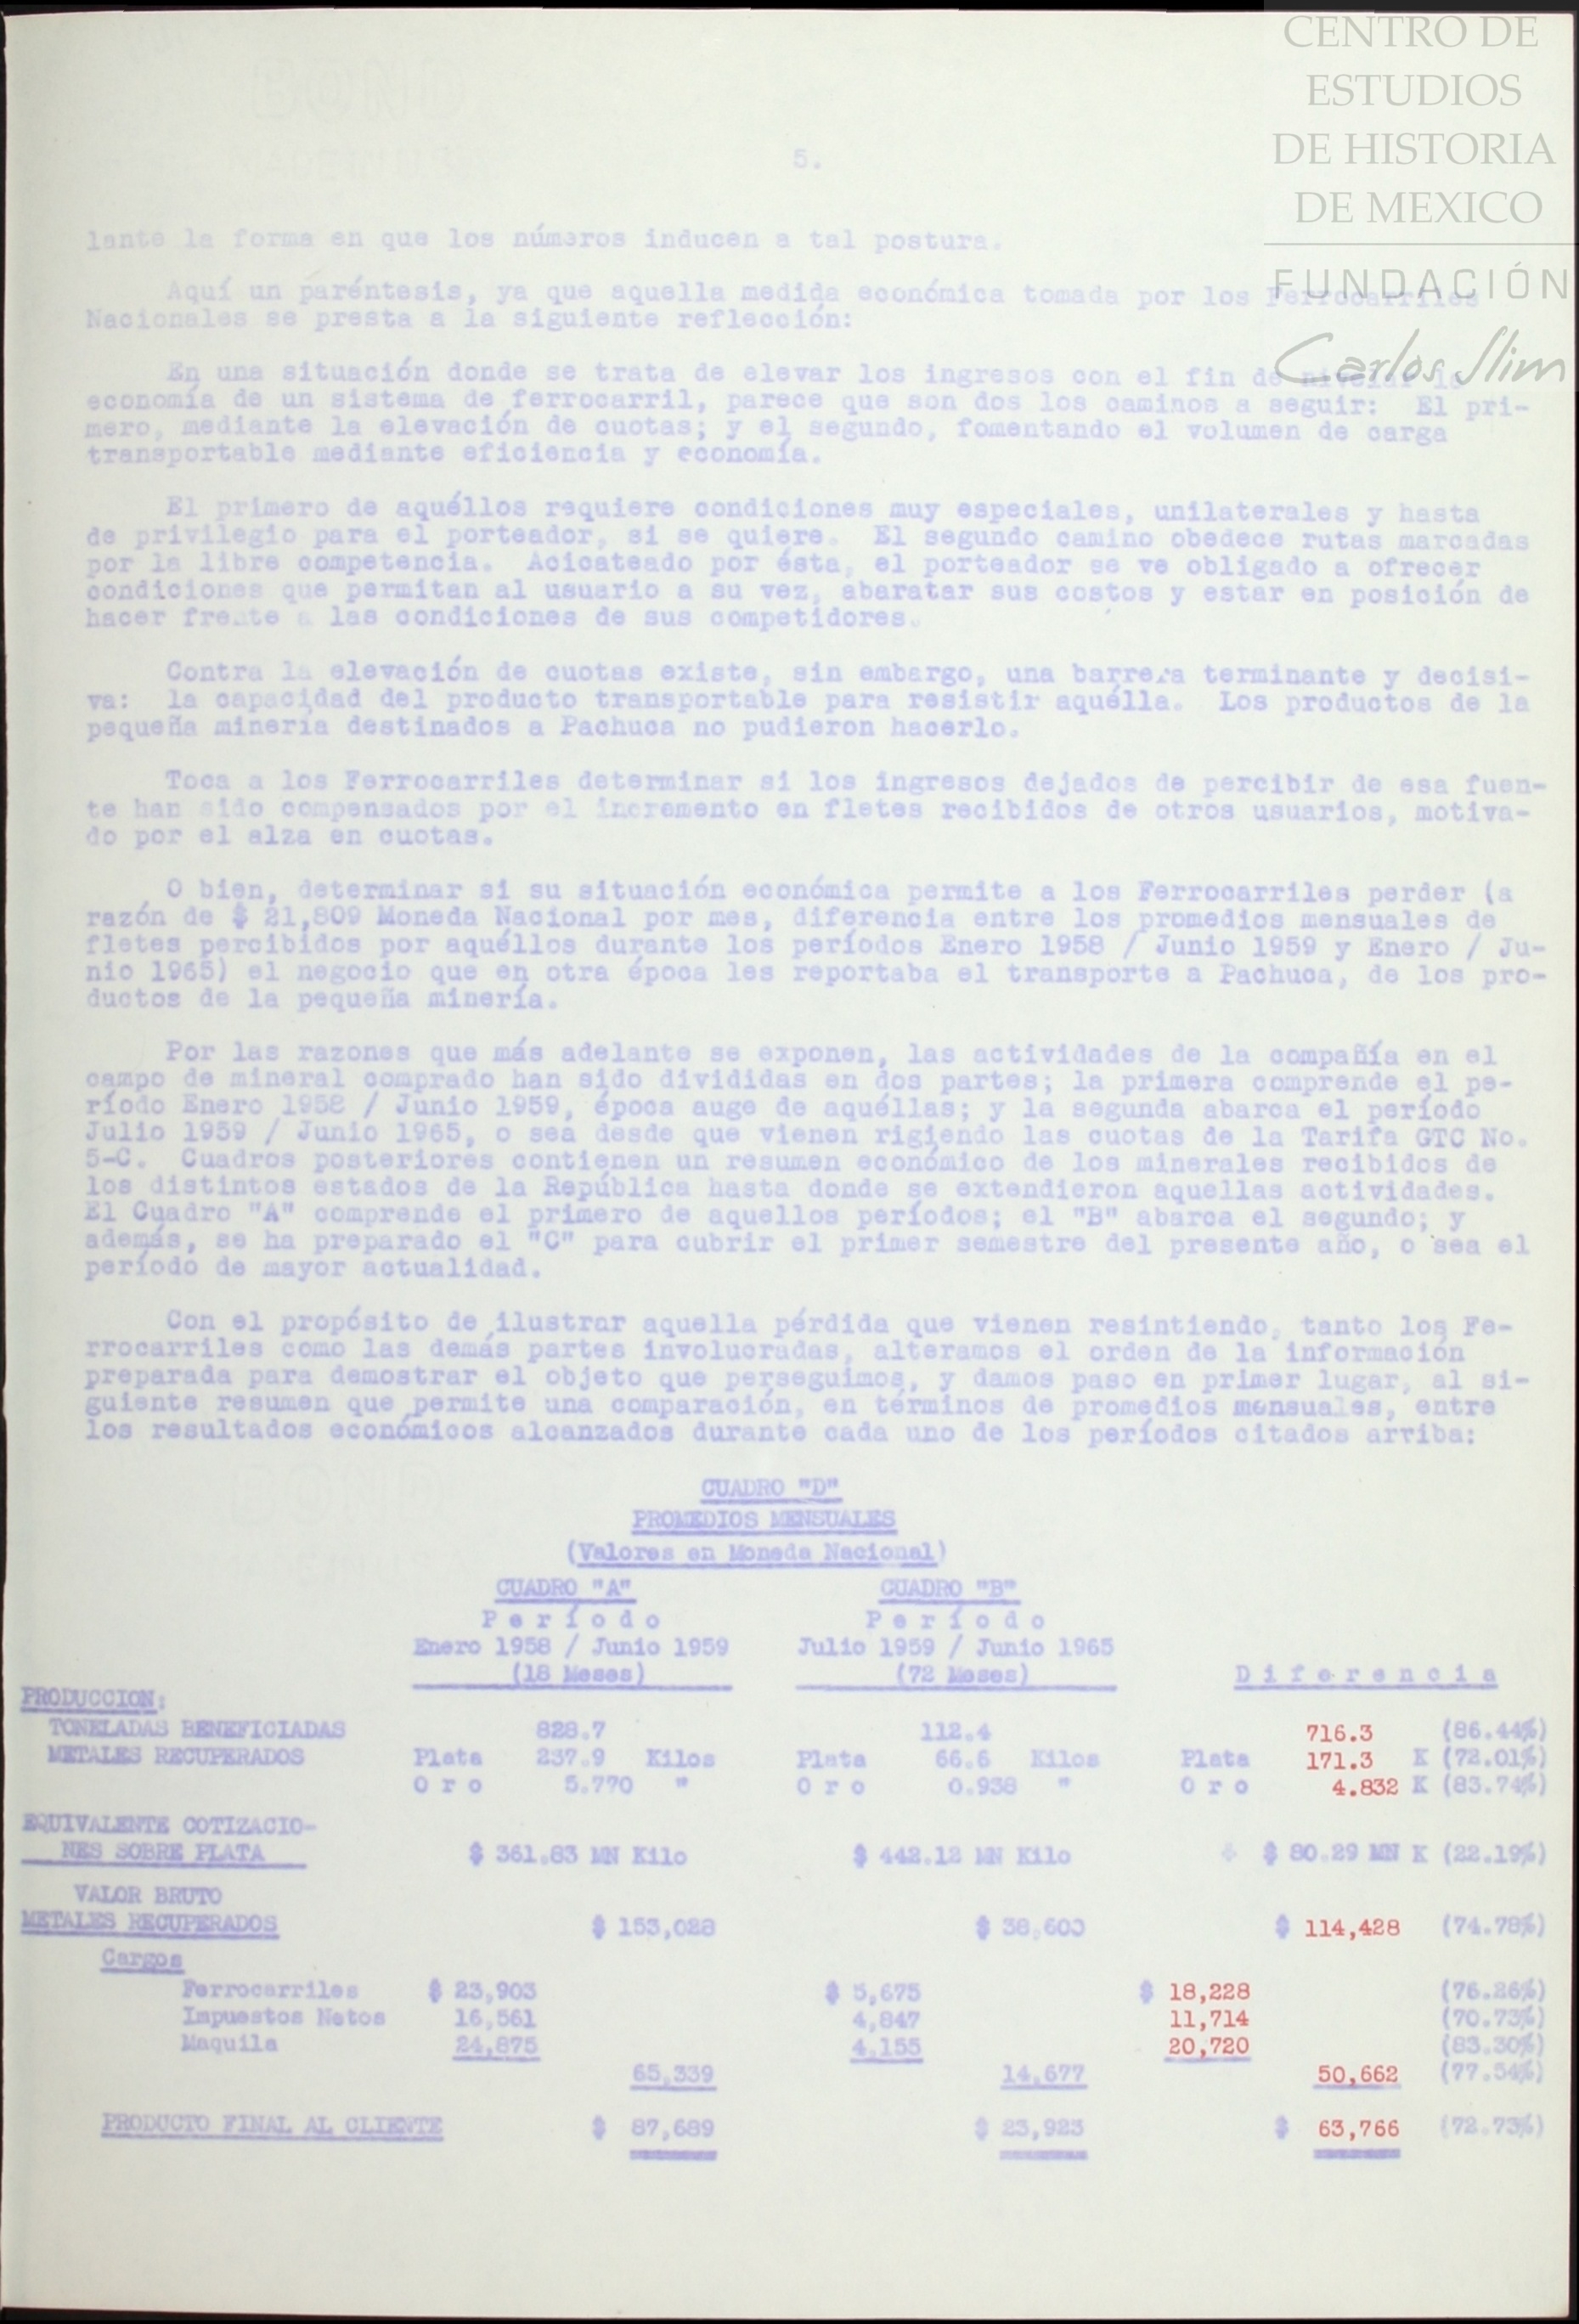 CENTRO DE
ESTUDIOS
DE HISTORIA
DE MEXICO
FUNDACIÓN
Carlos Slim
5.
lante la forma en que los números inducen a tal postura.
Aquí un paréntesis, ya que aquella medida económica tomada por los Ferrocarriles
Nacionales se presta a la siguiente reflección:
En una situación donde se trata de elevar los ingresos con el fin de
economía de un sistema de ferrocarril, parece que son dos los caminos a seguir: El pri-
mero, mediante la elevación de cuotas; y el segundo, fomentando el volumen de carga
transportable mediante eficiencia y economía.
El primero de aquéllos requiere condiciones muy especiales, unilaterales y hasta
de privilegio para el porteador, si se quiere. El segundo camino obedece rutas marcadas
por la libre competencia. Acicateado por ésta, el porteador se ve obligado a ofrecer
condiciones que permitan al usuario a su vez, abaratar sus costos y estar en posición de
hacer frente a las condiciones de sus competidores.
Contra la elevación de cuotas existe, sin embargo, una barrera terminante y decisi-
va: la capacidad del producto transportable para resistir aquélla. Los productos de la
pequeña minería destinados a Pachuca no pudieron hacerlo.
Toca a los Ferrocarriles determinar si los ingresos dejados de percibir de esa fuen-
te han sido compensados por el incremento en fletes recibidos de otros usuarios, motiva-
do por el alza en cuotas.
O bien, determinar si su situación económica permite a los Ferrocarriles perder (a
razón de $ 21,809 Moneda Nacional por mes, diferencia entre los promedios mensuales de
fletes percibidos por aquéllos durante los períodos Enero 1958 / Junio 1959 y Enero / Ju-
nio 1965) el negocio que en otra época les reportaba el transporte a Pachuca, de los pro-
ductos de la pequeña minería.
Por las razones que más adelante se exponen, las actividades de la compañía en el
campo de mineral comprado han sido divididas en dos partes; la primera comprende el pe-
ríodo Enero 1958 / Junio 1959, época auge de aquéllas; y la segunda abarca el período
Julio 1959 / Junio 1965, o sea desde que vienen rigiendo las cuotas de la Tarifa GTC No.
5-C. Cuadros posteriores contienen un resumen económico de los minerales recibidos de
los distintos estados de la República hasta donde se extendieron aquellas actividades.
El Cuadro "A" comprende el primero de aquellos períodos; el "B" abarca el segundo; y
además, se ha preparado el "C" para cubrir el primer semestre del presente año, o sea el
período de mayor actualidad.
Con el propósito de ilustrar aquella pérdida que vienen resintiendo, tanto los Fe-
rrocarriles como las demás partes involucradas, alteramos el orden de la información
preparada para demostrar el objeto que perseguimos, y damos paso en primer lugar, al si-
guiente resumen que permite una comparación, en términos de promedios mensuales, entre
los resultados económicos alcanzados durante cada uno de los períodos citados arriba:
CUADRO "D"
PROMEDIOS MENSUALES
(Valores en Moneda Nacional)
CUADRO "A" CUADRO "B"
Período Período
Enero 1958 / Junio 1959 Julio 1959 / Junio 1965
(18 Meses) (72 Meses) Diferencia
PRODUCCION:
TONELADAS BENEFICIADAS 828.7 112.4 716.3 (86.44%)
METALES RECUPERADOS Plata 237.9 Kilos Plata 66.6 Kilos Plata 171.3 K (72.01%)
Oro 5.770 " Oro 0.938 " Oro 4.832 K (83.74%)
EQUIVALENTE COTIZACIO-
NES SOBRE PLATA $ 361.83 MN Kilo $ 442.12 MN Kilo $ 80.29 MN K (22.19%)
VALOR BRUTO
METALES RECUPERADOS $ 153,028 $ 38,600 $ 114,428 (74.78%)
Cargos
Ferrocarriles $ 23,903 $ 5,675 $ 18,228 (76.26%)
Impuestos Netos 16,561 4,847 11,714 (70.73%)
Maquila 24,875 4,155 20,720 (83.30%)
65,339 14,677 50,662 (77.54%)
PRODUCTO FINAL AL CLIENTE $ 87,689 $ 23,923 $ 63,766 (72.73%)